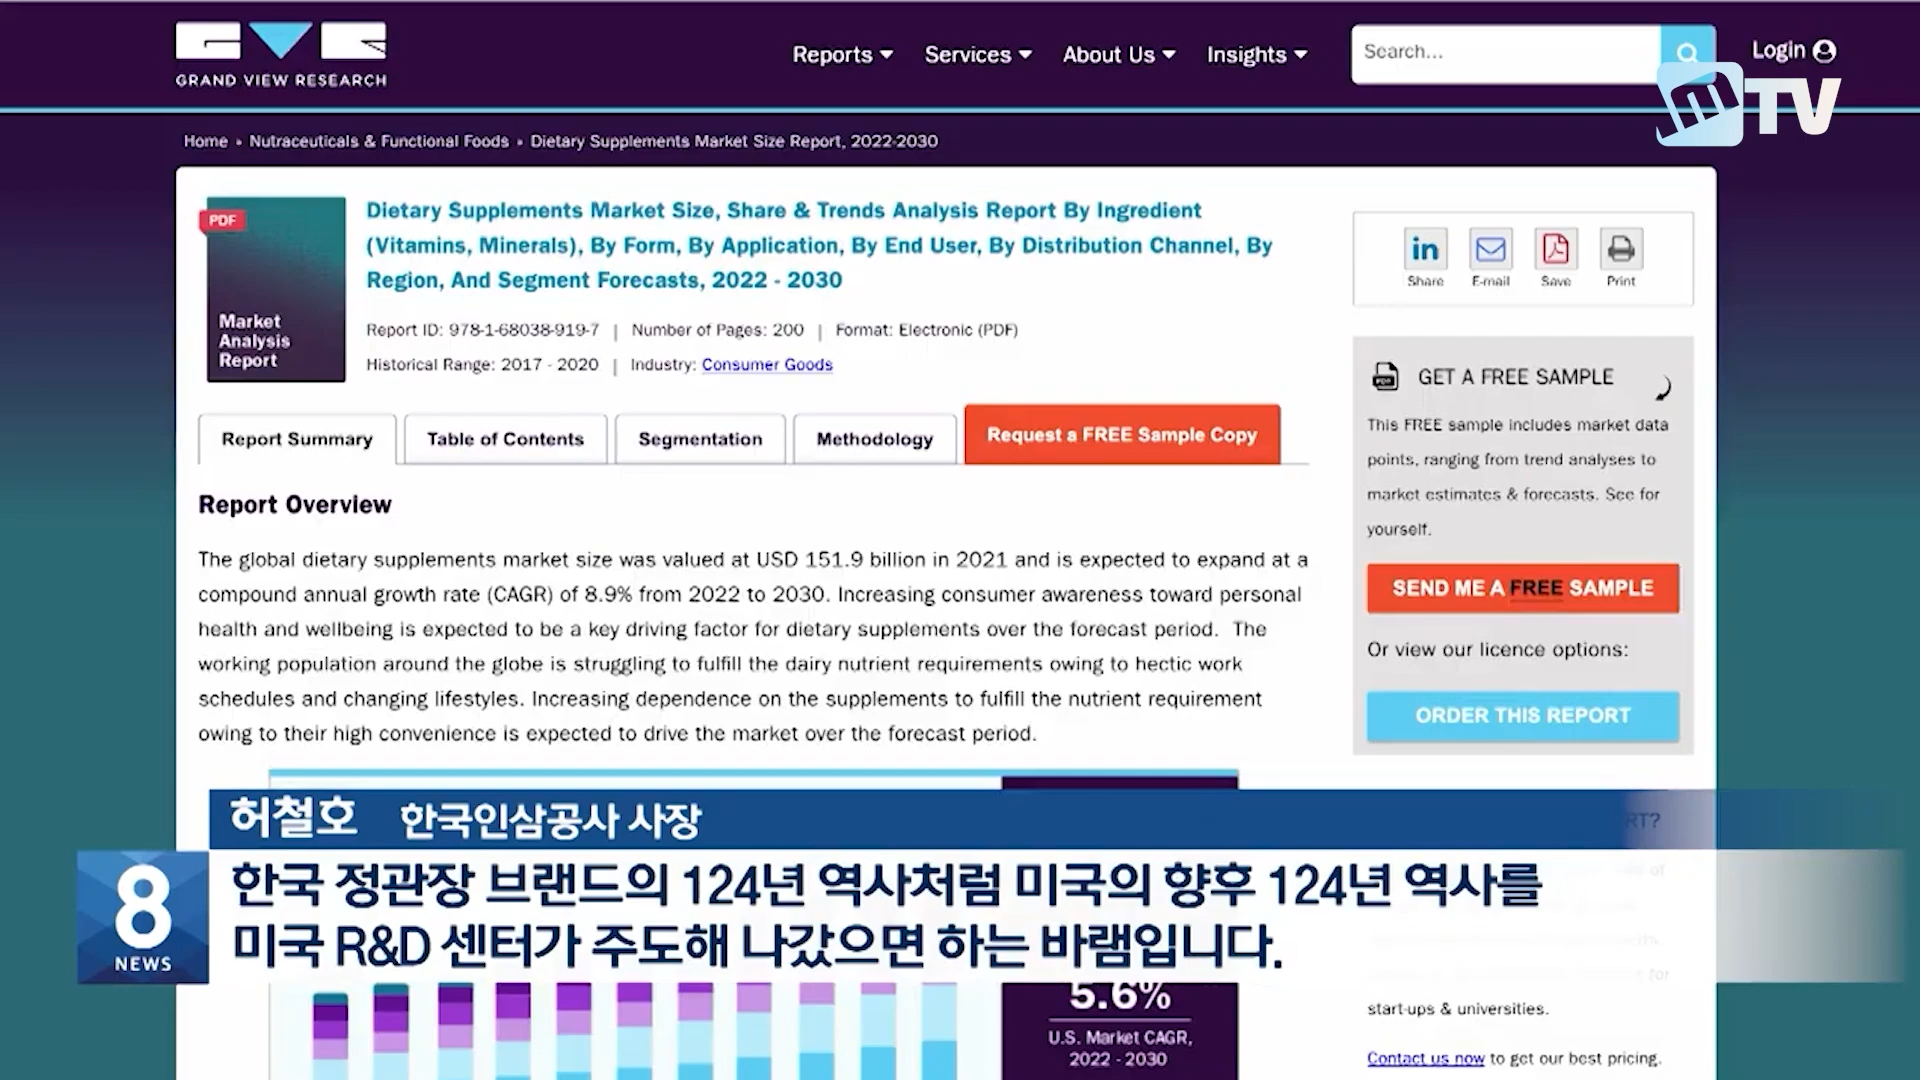 GRAND VIEW RESEARCH
Reports
Services
About Us
Insights
Search...
Login
TV
Home • Nutraceuticals & Functional Foods • Dietary Supplements Market Size Report, 2022-2030
PDF
Market
Analysis
Report
Dietary Supplements Market Size, Share & Trends Analysis Report By Ingredient
(Vitamins, Minerals), By Form, By Application, By End User, By Distribution Channel, By
Region, And Segment Forecasts, 2022 - 2030
Report ID: 978-1-68038-919-7 | Number of Pages: 200 | Format: Electronic (PDF)
Historical Range: 2017 - 2020 | Industry: Consumer Goods
Share
E-mail
Save
Print
Report Summary
Table of Contents
Segmentation
Methodology
Request a FREE Sample Copy
Report Overview
The global dietary supplements market size was valued at USD 151.9 billion in 2021 and is expected to expand at a
compound annual growth rate (CAGR) of 8.9% from 2022 to 2030. Increasing consumer awareness toward personal
health and wellbeing is expected to be a key driving factor for dietary supplements over the forecast period. The
working population around the globe is struggling to fulfill the dairy nutrient requirements owing to hectic work
schedules and changing lifestyles. Increasing dependence on the supplements to fulfill the nutrient requirement
owing to their high convenience is expected to drive the market over the forecast period.
GET A FREE SAMPLE
This FREE sample includes market data
points, ranging from trend analyses to
market estimates & forecasts. See for
yourself.
SEND ME A FREE SAMPLE
Or view our licence options:
ORDER THIS REPORT
허철호 한국인삼공사 사장
8
NEWS
한국 정관장 브랜드의 124년 역사처럼 미국의 향후 124년 역사를
미국 R&D 센터가 주도해 나갔으면 하는 바램입니다.
5.6%
U.S. Market CAGR,
2022 - 2030
start-ups & universities.
Contact us now to get our best pricing.